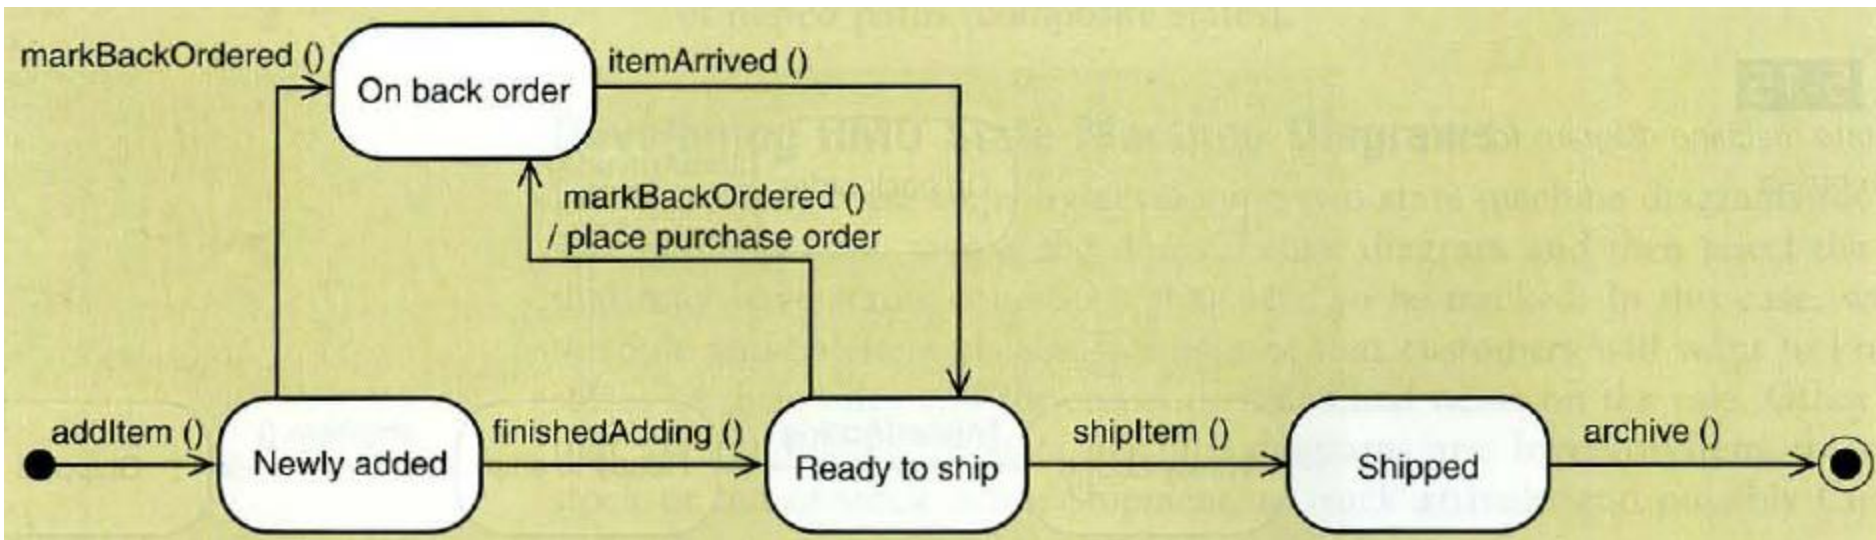 markBackOrdered ()
On back order
itemArrived ()
markBackOrdered ()
/ place purchase order
addItem ()
Newly added
finishedAdding ()
Ready to ship
shipItem ()
Shipped
archive ()